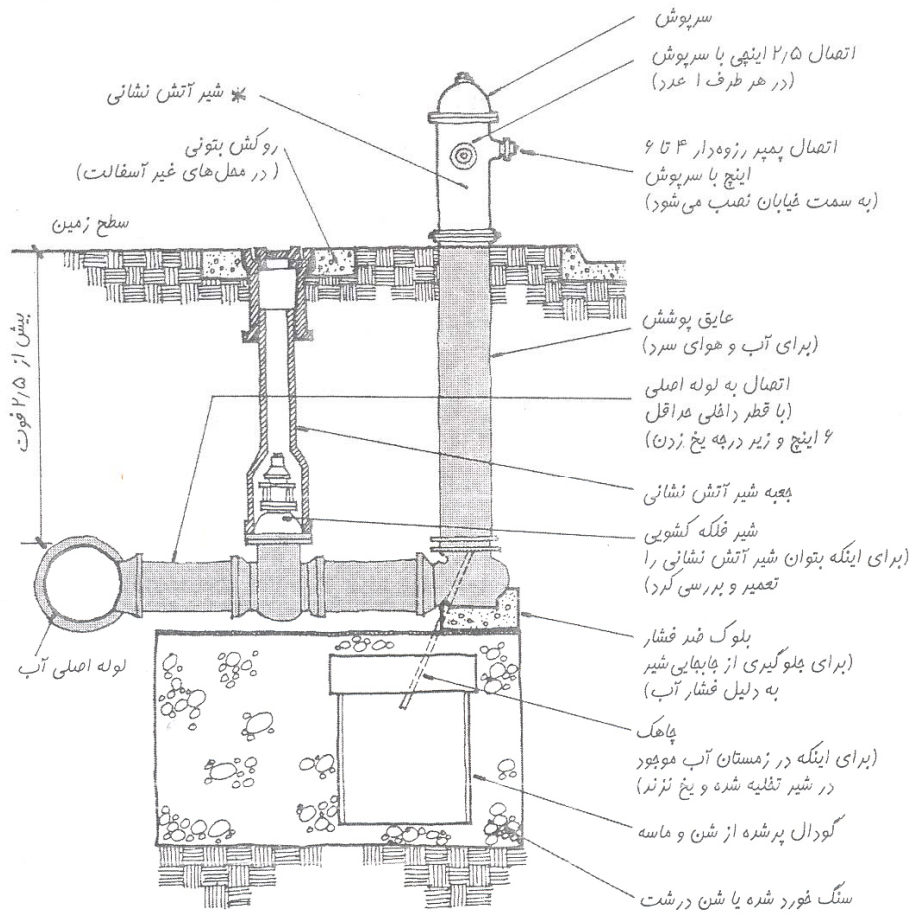 سرپوش
اتصال ۲٫۵ اینچی با سرپوش
(در هر طرف ۱ عدد)
* شیر آتش نشانی
روکش بتونی
(در محل‌های غیر آسفالت)
اتصال پمپر رزوه‌دار ۴ تا ۶
اینچ با سرپوش
(به سمت خیابان نصب می‌شود)
سطح زمین
بیش از ۲٫۵ فوت
عایق پوشش
(برای آب و هوای سرد)
اتصال به لوله اصلی
(با قطر داخلی حداقل
۶ اینچ و زیر درجه یخ زدن)
جعبه شیر آتش نشانی
شیر فلکه کشویی
(برای اینکه بتوان شیر آتش نشانی را
تعمیر و بررسی کرد)
بلوک ضد فشار
(برای جلوگیری از جابجایی شیر
به دلیل فشار آب)
لوله اصلی آب
چاهک
(برای اینکه در زمستان آب موجود
در شیر تخلیه شده و یخ نزند)
گودال پرشده از شن و ماسه
سنگ خورد شده یا شن درشت